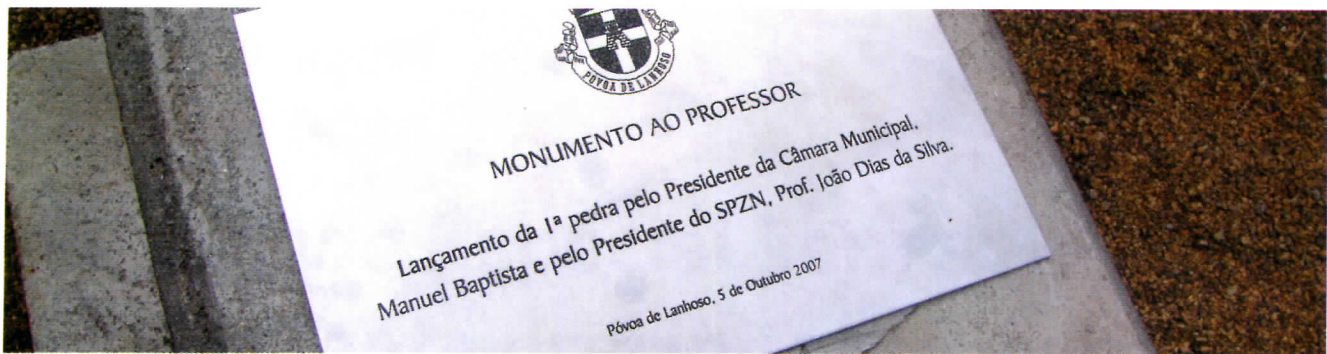 PÓVOA DE LANHOSO
MONUMENTO AO PROFESSOR
Lançamento da 1ª pedra pelo Presidente da Câmara Municipal,
Manuel Baptista e pelo Presidente do SPZN, Prof. João Dias da Silva.
Póvoa de Lanhoso, 5 de Outubro 2007